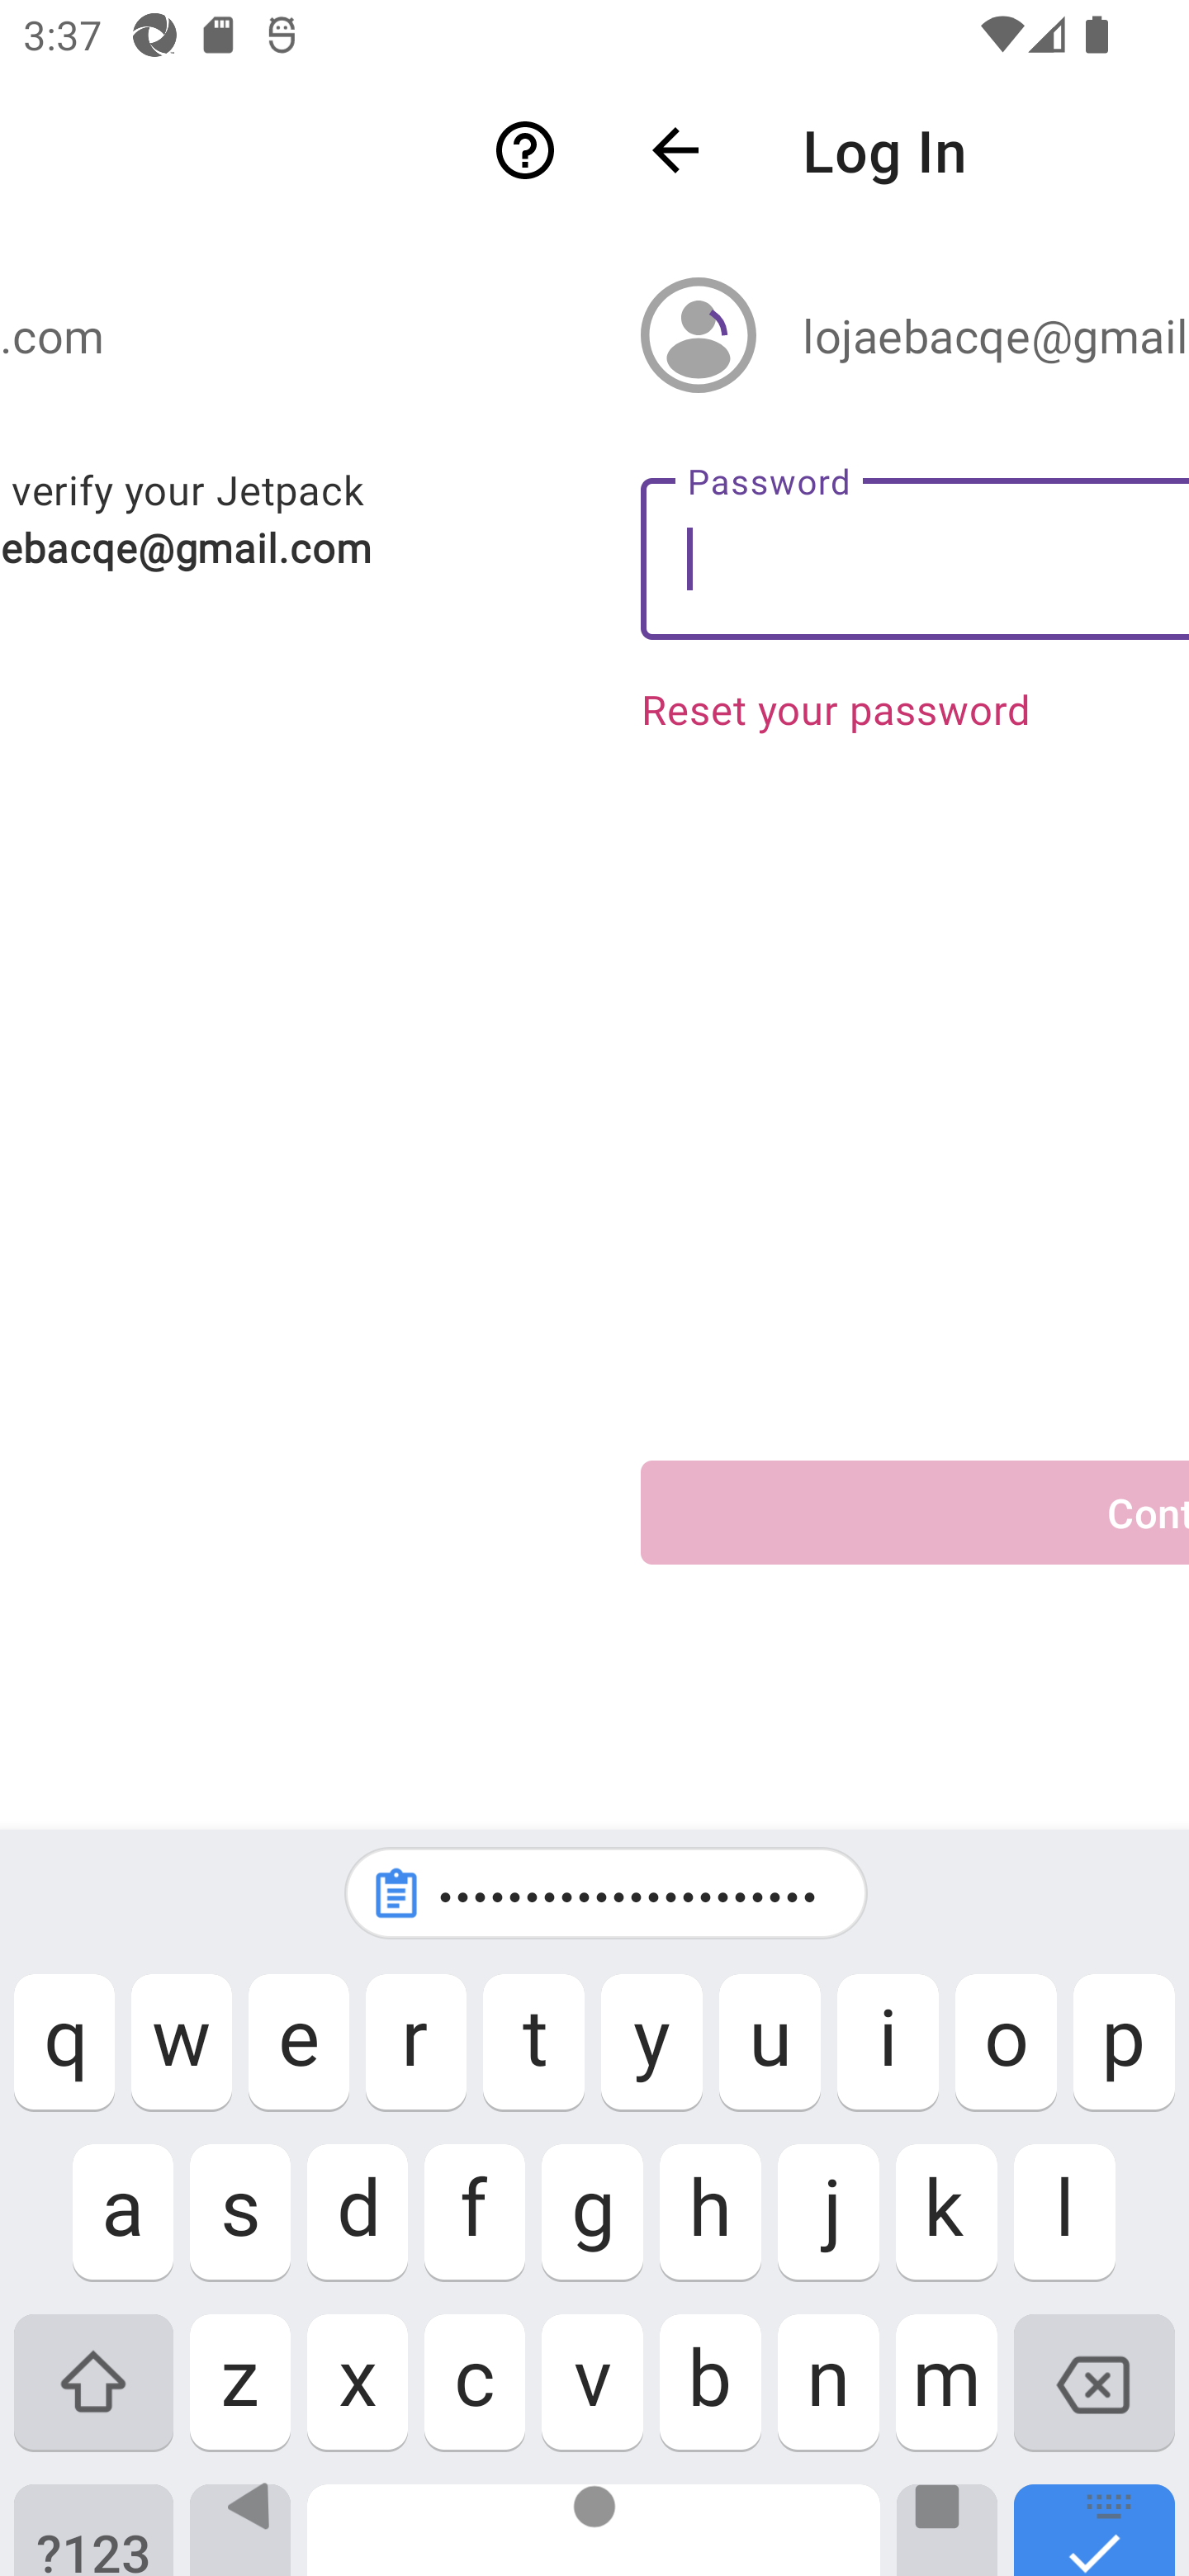 3:37
Log In
.com
lojaebacqe@gmail
verify your Jetpack
ebacqe@gmail.com
Password
Reset your password
Cont
••••••••••••••••••••••
q w e r t y u i o p
a s d f g h j k l
z x c v b n m
?123